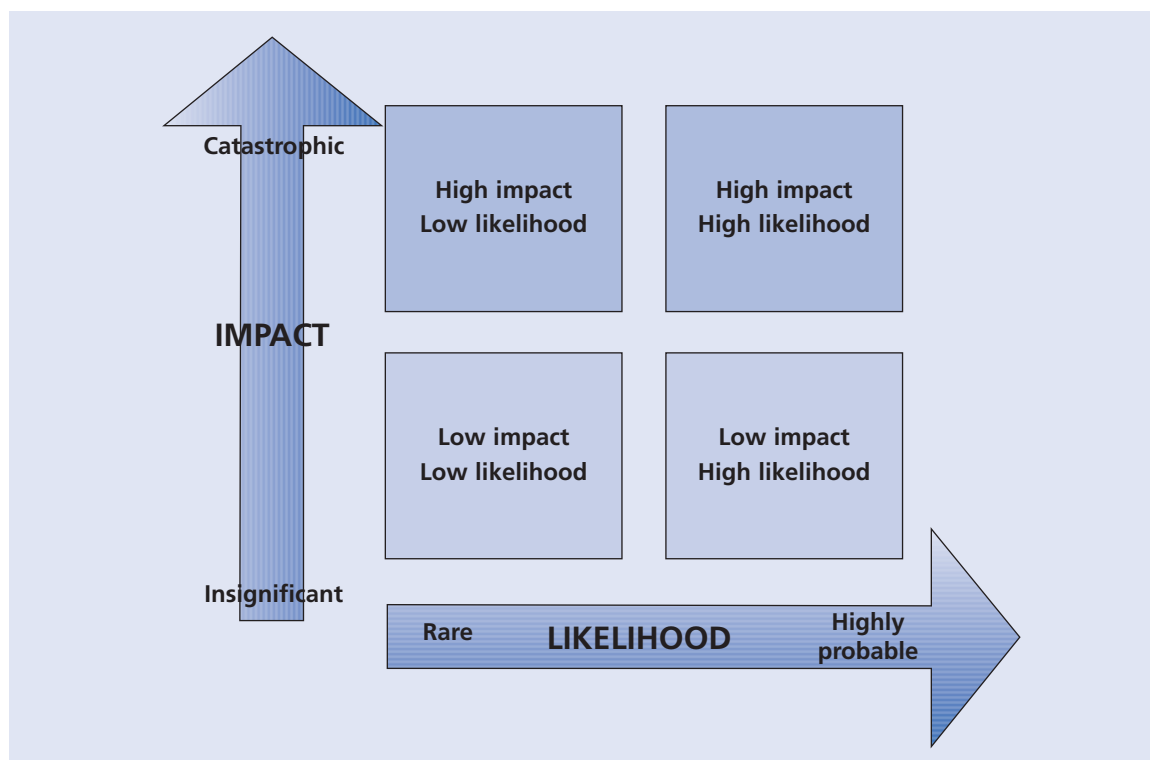 Catastrophic
High impact
Low likelihood
High impact
High likelihood
IMPACT
Low impact
Low likelihood
Low impact
High likelihood
Insignificant
Rare
LIKELIHOOD
Highly
probable